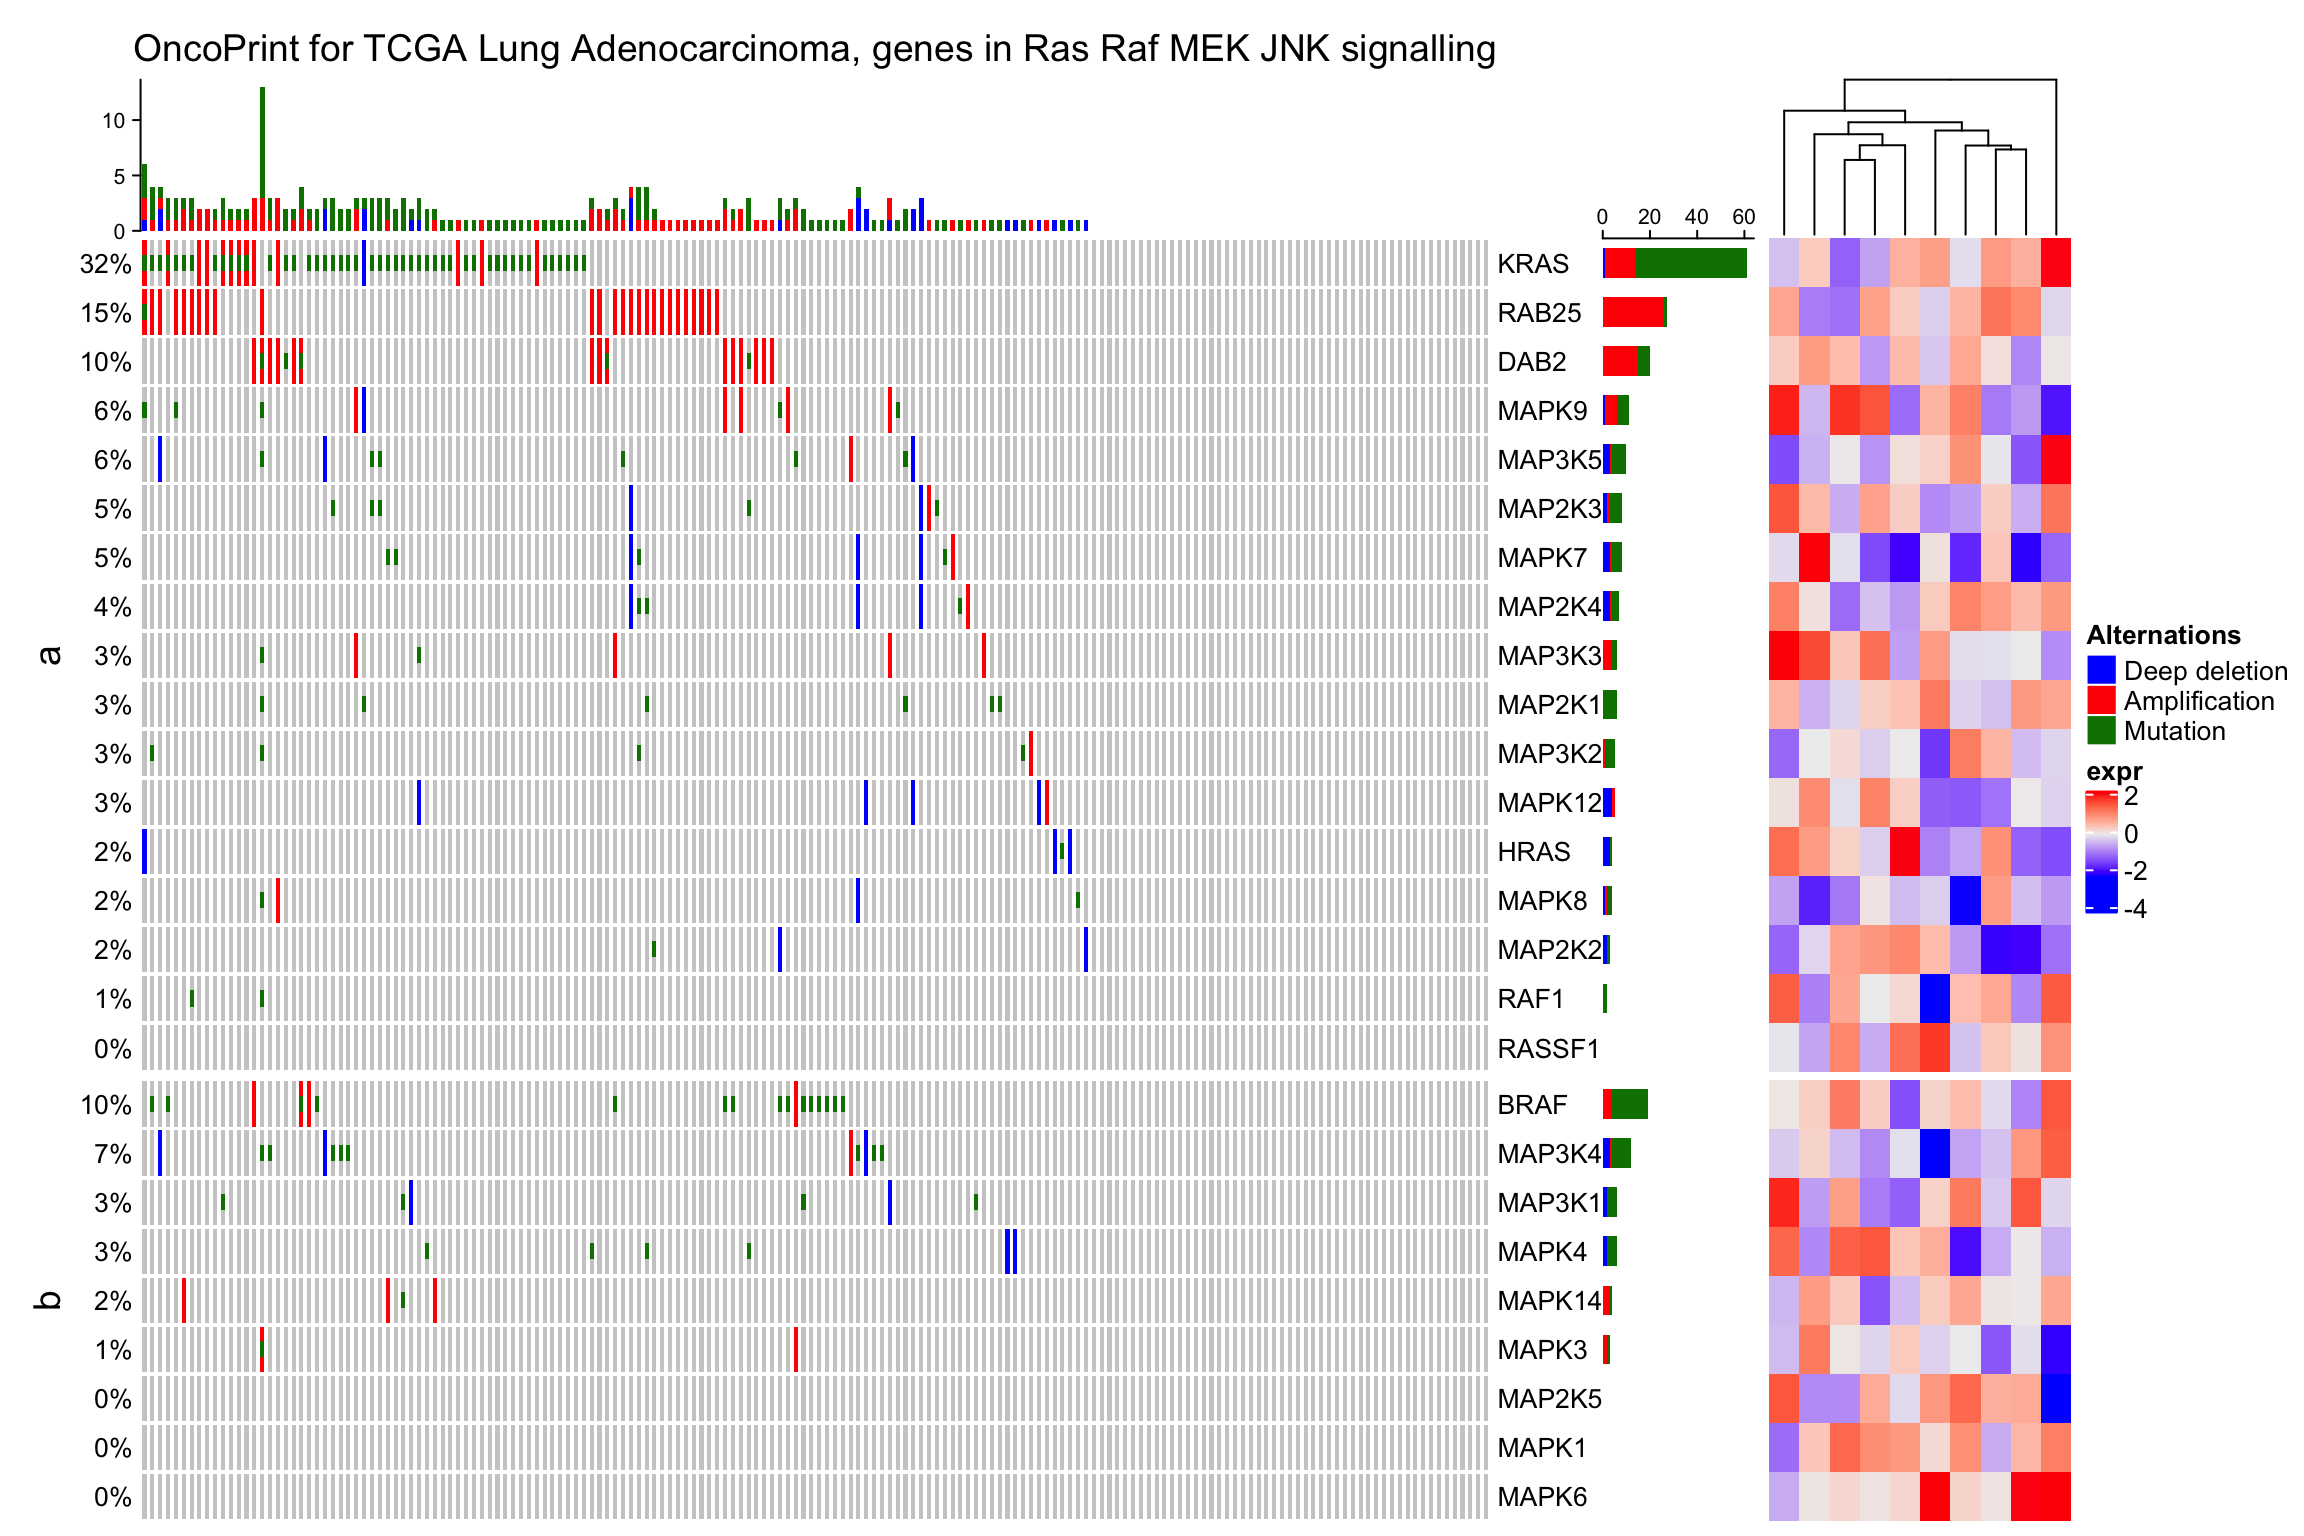 OncoPrint for TCGA Lung Adenocarcinoma, genes in Ras Raf MEK JNK signalling
10
5
0
0 20 40 60
a
32% KRAS
15% RAB25
10% DAB2
6% MAPK9
6% MAP3K5
5% MAP2K3
5% MAPK7
4% MAP2K4
3% MAP3K3
3% MAP2K1
3% MAP3K2
3% MAPK12
2% HRAS
2% MAPK8
2% MAP2K2
1% RAF1
0% RASSF1
b
10% BRAF
7% MAP3K4
3% MAP3K1
3% MAPK4
2% MAPK14
1% MAPK3
0% MAP2K5
0% MAPK1
0% MAPK6
Alternations
Deep deletion
Amplification
Mutation
expr
2
0
-2
-4